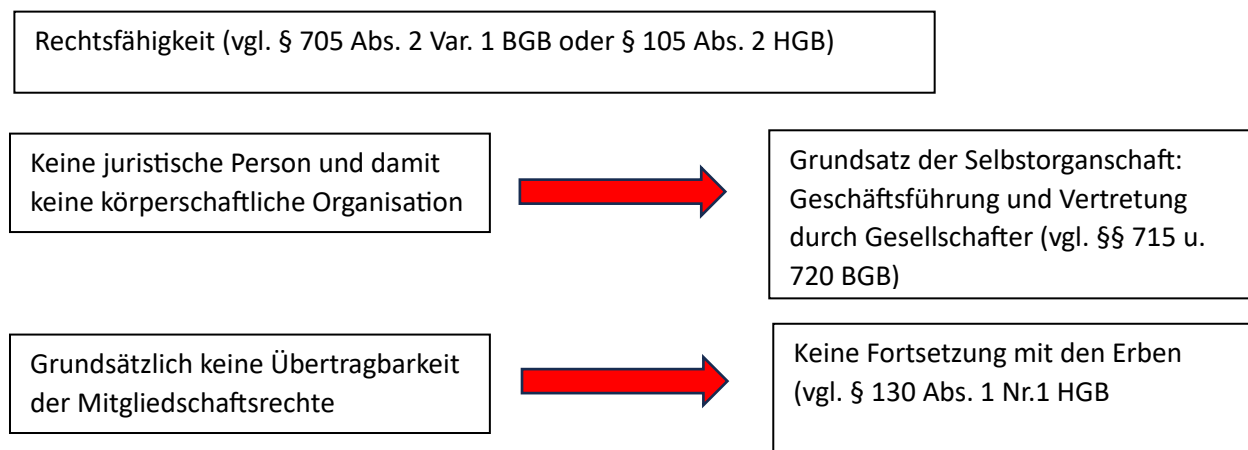 Rechtsfähigkeit (vgl. § 705 Abs. 2 Var. 1 BGB oder § 105 Abs. 2 HGB)
Keine juristische Person und damit
keine körperschaftliche Organisation
Grundsatz der Selbstorganschaft:
Geschäftsführung und Vertretung
durch Gesellschafter (vgl. §§ 715 u.
720 BGB)
Grundsätzlich keine Übertragbarkeit
der Mitgliedschaftsrechte
Keine Fortsetzung mit den Erben
(vgl. § 130 Abs. 1 Nr.1 HGB